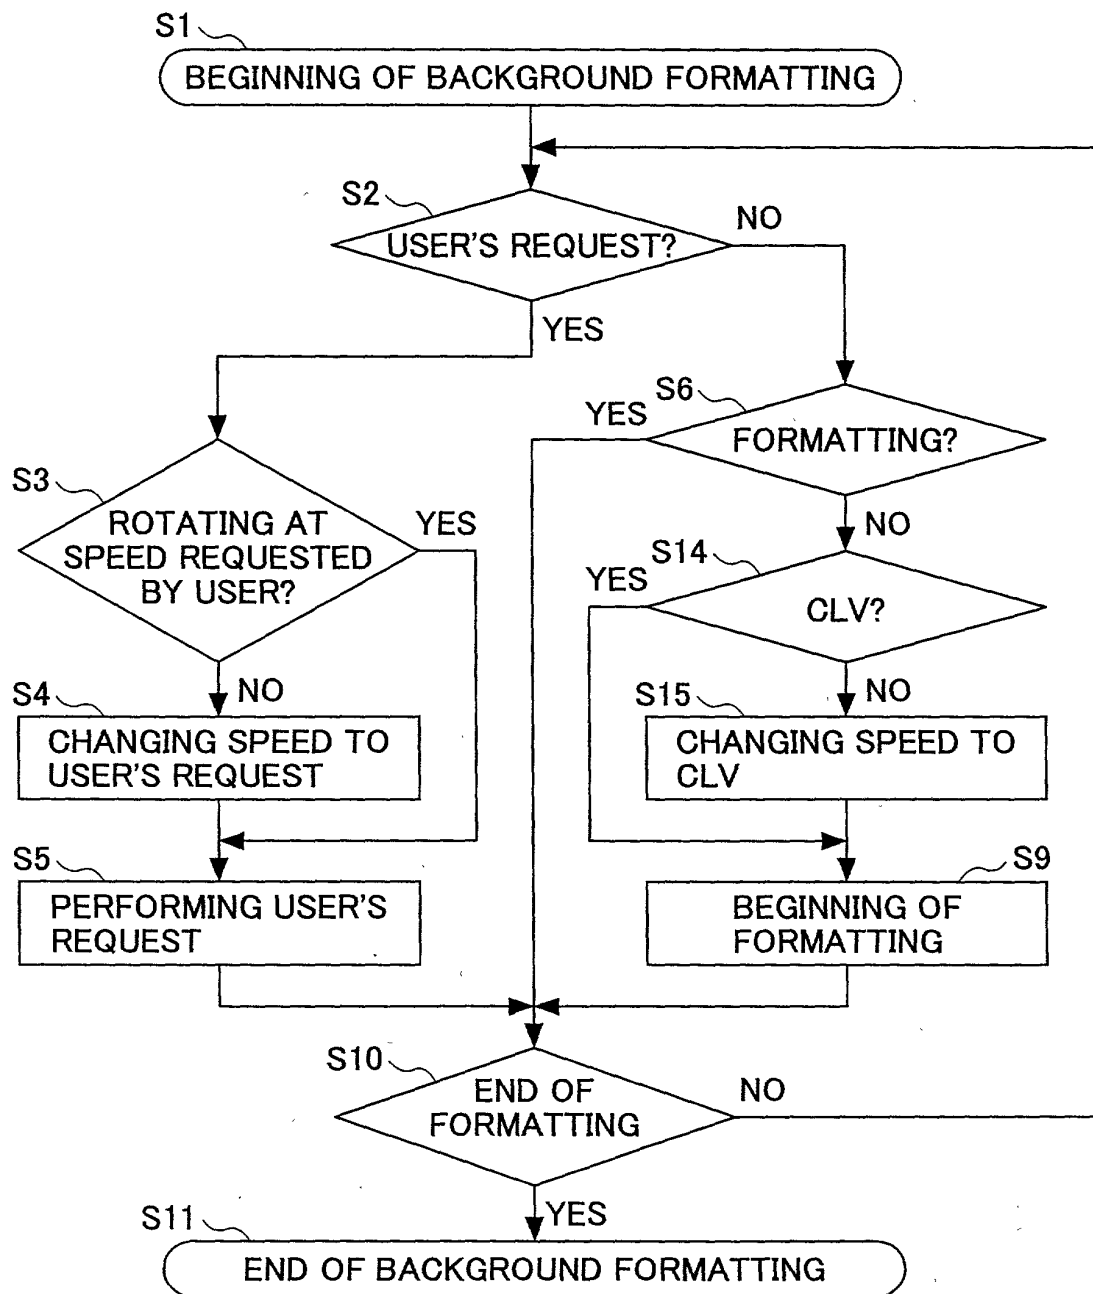 S1
BEGINNING OF BACKGROUND FORMATTING
S2
USER'S REQUEST?
NO
YES
S6
YES
FORMATTING?
NO
S3
ROTATING AT
SPEED REQUESTED
BY USER?
YES
NO
S14
YES
CLV?
NO
S4
CHANGING SPEED TO
USER'S REQUEST
S15
CHANGING SPEED TO
CLV
S5
PERFORMING USER'S
REQUEST
S9
BEGINNING OF
FORMATTING
S10
END OF
FORMATTING
NO
YES
S11
END OF BACKGROUND FORMATTING